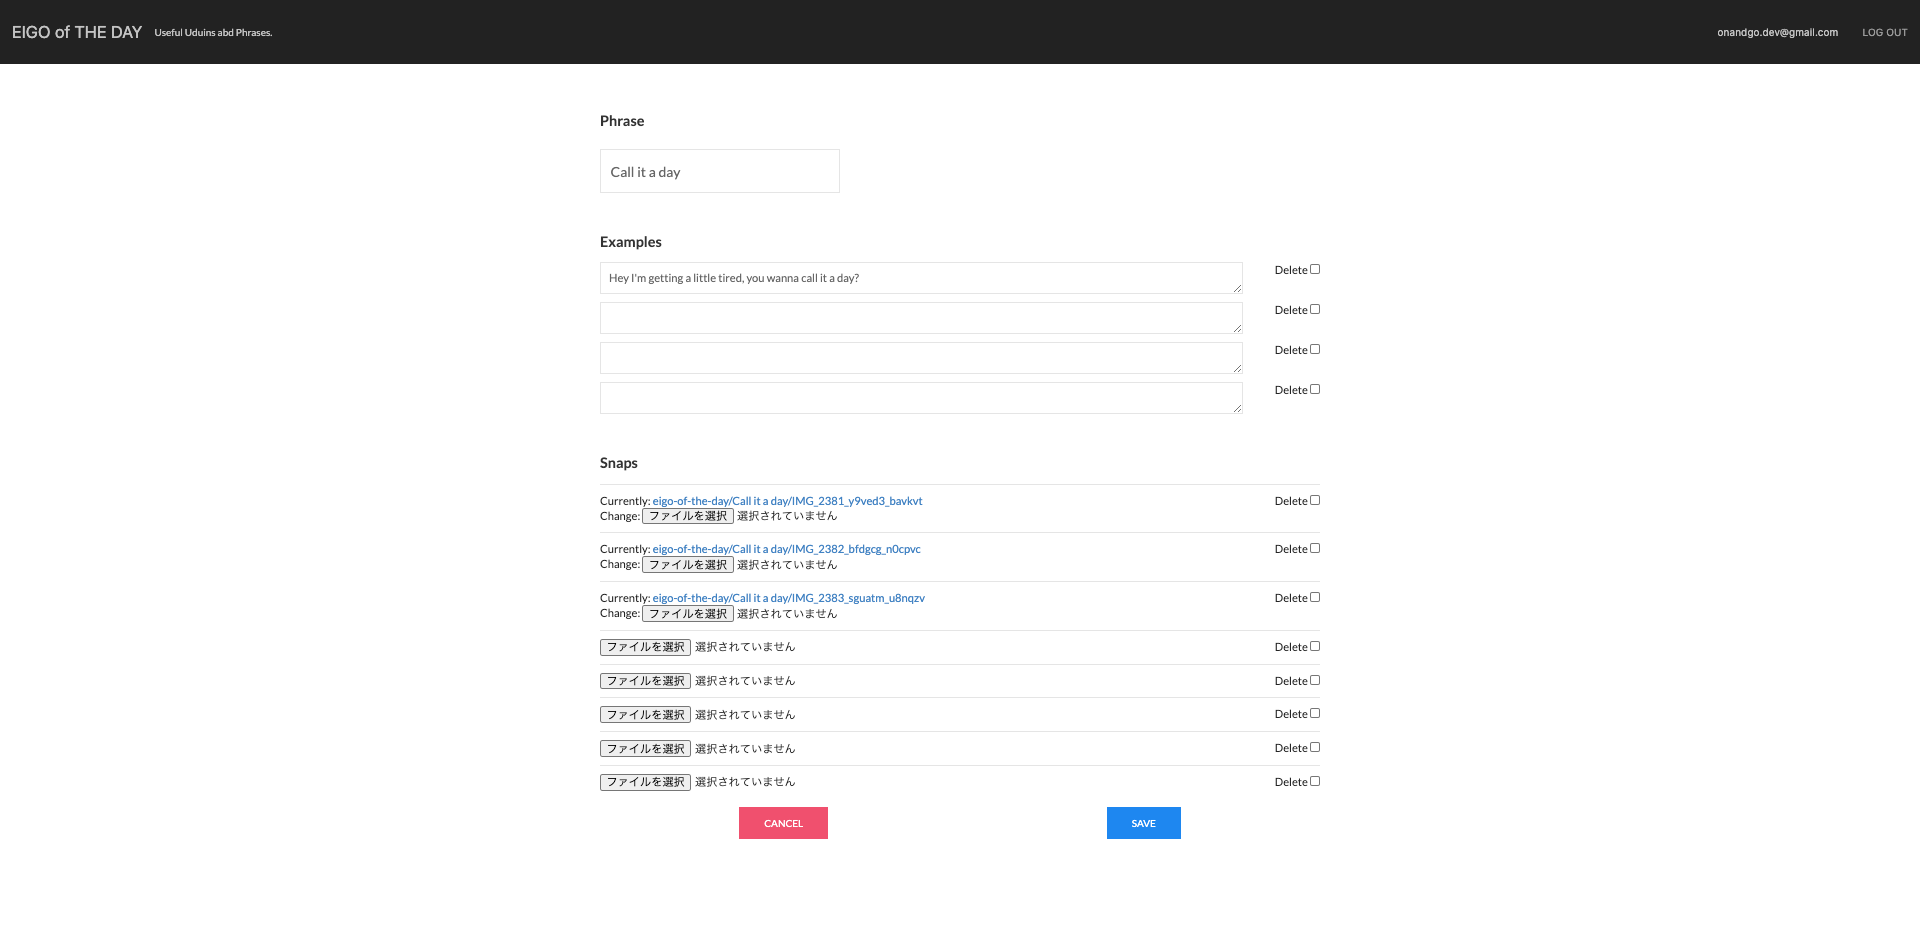 EIGO of THE DAY Useful Uduins abd Phrases. onandgo.dev@gmail.com LOG OUT
Phrase
Call it a day
Examples
Hey I'm getting a little tired, you wanna call it a day? Delete
Delete
Delete
Delete
Snaps
Currently: eigo-of-the-day/Call it a day/IMG_2381_y9ved3_bavkvt Delete
Change: ファイルを選択 選択されていません
Currently: eigo-of-the-day/Call it a day/IMG_2382_bfdgcg_n0cpvc Delete
Change: ファイルを選択 選択されていません
Currently: eigo-of-the-day/Call it a day/IMG_2383_sguatm_u8nqzv Delete
Change: ファイルを選択 選択されていません
ファイルを選択 選択されていません Delete
ファイルを選択 選択されていません Delete
ファイルを選択 選択されていません Delete
ファイルを選択 選択されていません Delete
ファイルを選択 選択されていません Delete
CANCEL SAVE